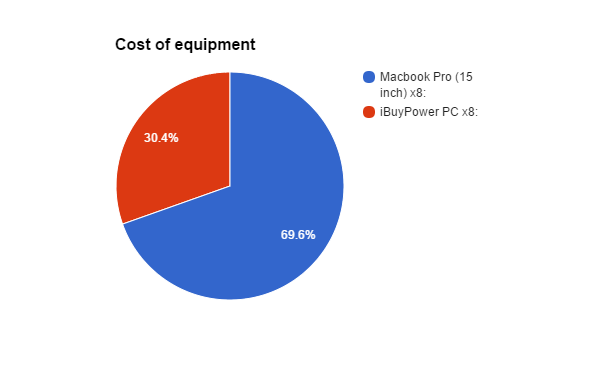 Cost of equipment
Macbook Pro (15
inch) x8:
iBuyPower PC x8:
30.4%
69.6%